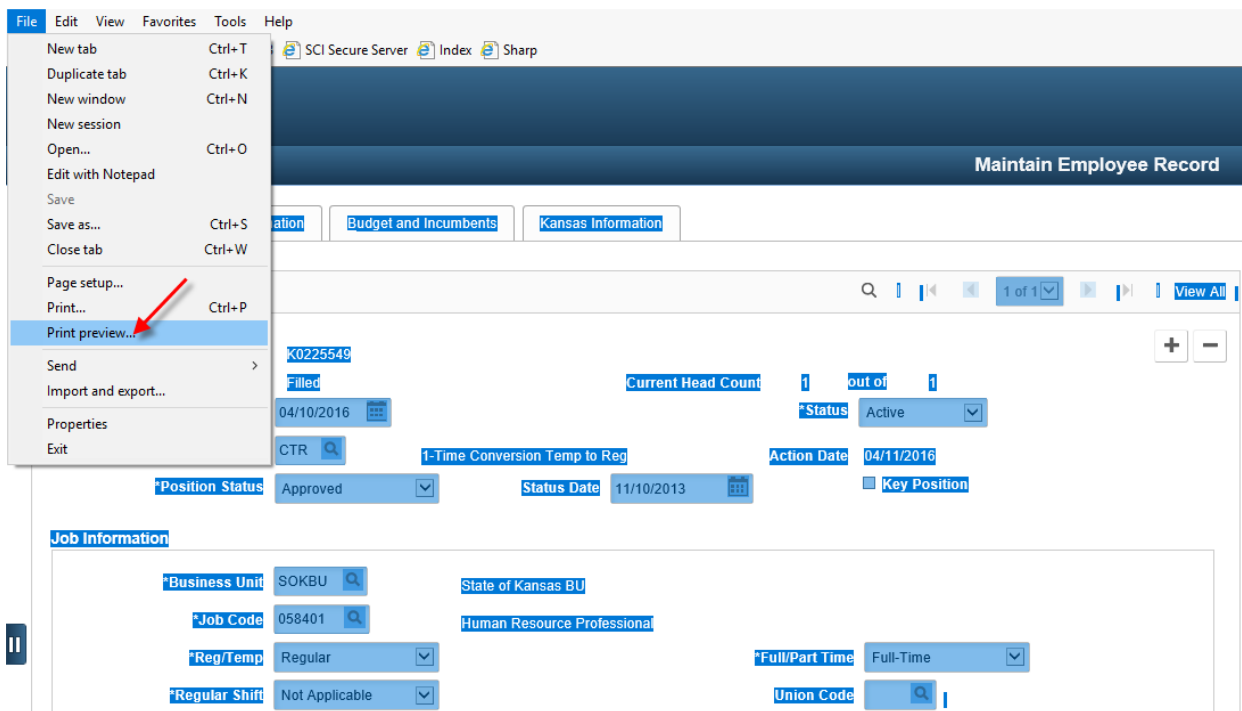 File Edit View Favorites Tools Help
New tab Ctrl+T SCI Secure Server Index Sharp
Duplicate tab Ctrl+K
New window Ctrl+N
New session
Open... Ctrl+O
Edit with Notepad Maintain Employee Record
Save
Save as... Ctrl+S ation Budget and Incumbents Kansas Information
Close tab Ctrl+W
Page setup...
Print... Ctrl+P 1 of 1 View All
Print preview...
K0225549
Send
Filled Current Head Count 1 out of 1
Import and export...
04/10/2016 *Status Active
Properties
Exit CTR 1-Time Conversion Temp to Reg Action Date 04/11/2016
*Position Status Approved Status Date 11/10/2013 Key Position
Job Information
*Business Unit SOKBU State of Kansas BU
*Job Code 058401 Human Resource Professional
*Reg/Temp Regular *Full/Part Time Full-Time
*Regular Shift Not Applicable Union Code